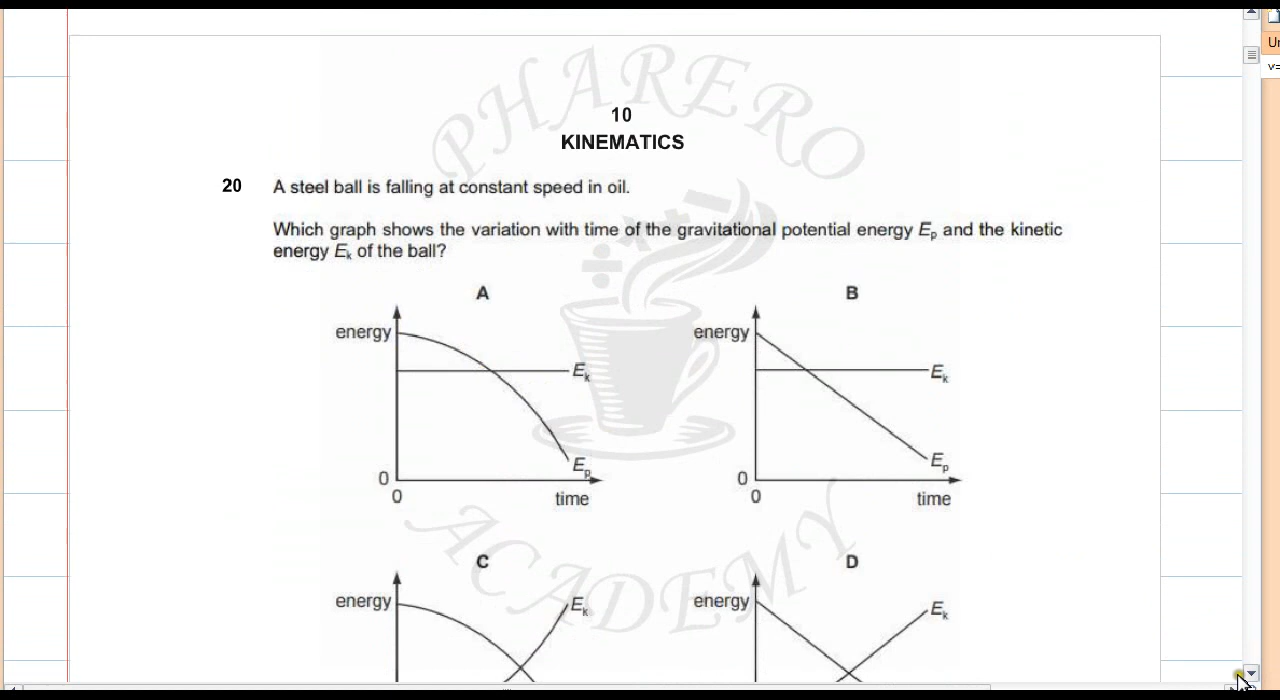 PHARERO
10
KINEMATICS
20 A steel ball is falling at constant speed in oil.
Which graph shows the variation with time of the gravitational potential energy Ep and the kinetic
energy Ek of the ball?
A
energy
Ek
Ep
0
0
time
B
energy
Ek
Ep
0
0
time
C
energy
Ek
D
energy
Ek
ACADEMY